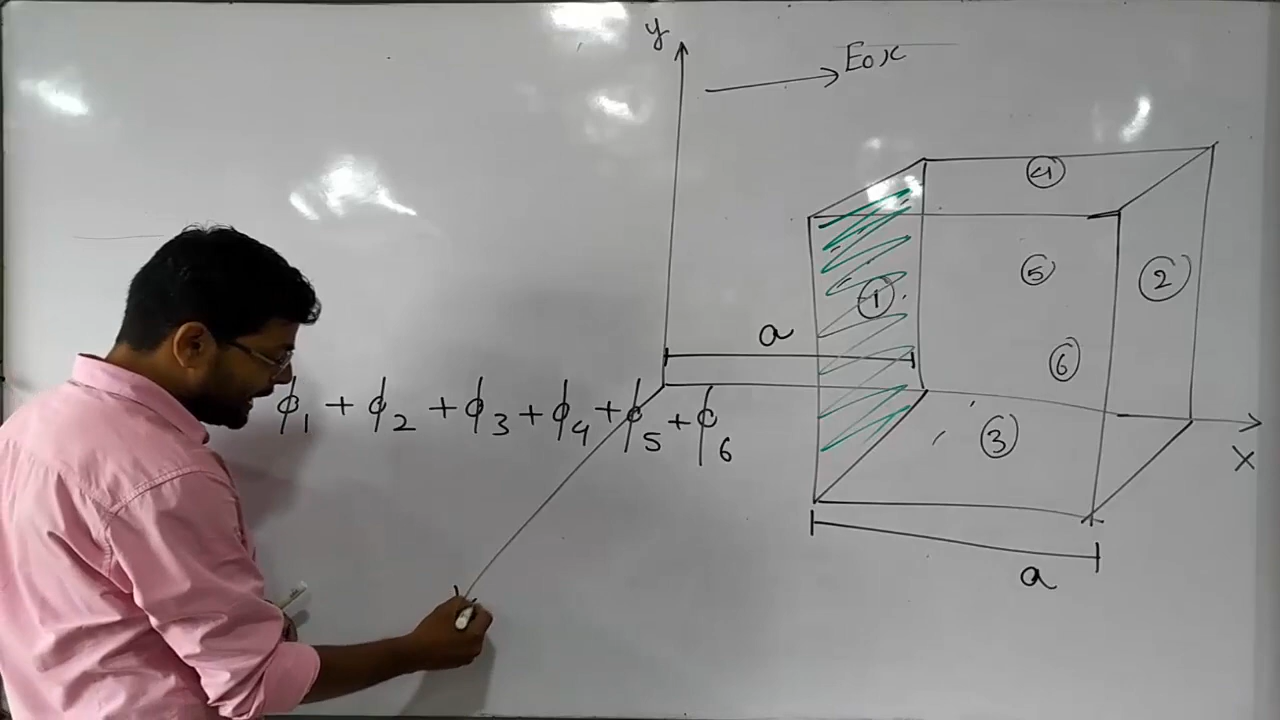 y
E₀x
④
⑤
②
①
a
⑥
ϕ₁ + ϕ₂ + ϕ₃ + ϕ₄ + ϕ₅ + ϕ₆
③
x
a